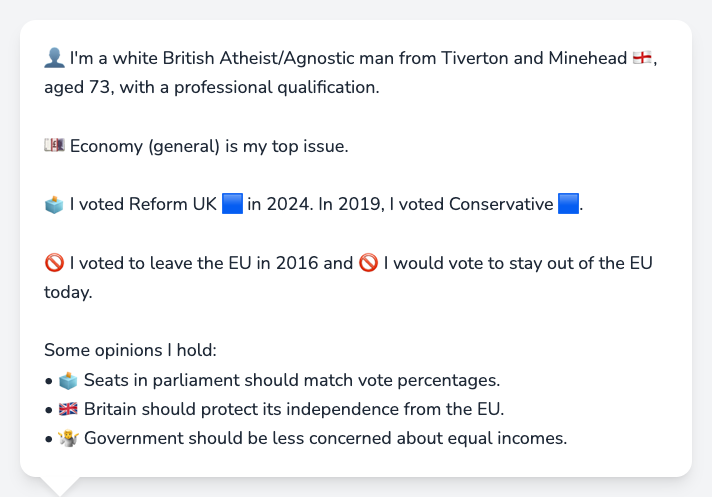 👤 I'm a white British Atheist/Agnostic man from Tiverton and Minehead 🏴󠁧󠁢󠁥󠁮󠁧󠁿,
aged 73, with a professional qualification.
💷 Economy (general) is my top issue.
🗳️ I voted Reform UK 🟦 in 2024. In 2019, I voted Conservative 🟦.
🚫 I voted to leave the EU in 2016 and 🚫 I would vote to stay out of the EU
today.
Some opinions I hold:
• 🗳️ Seats in parliament should match vote percentages.
• 🇬🇧 Britain should protect its independence from the EU.
• 🤷 Government should be less concerned about equal incomes.